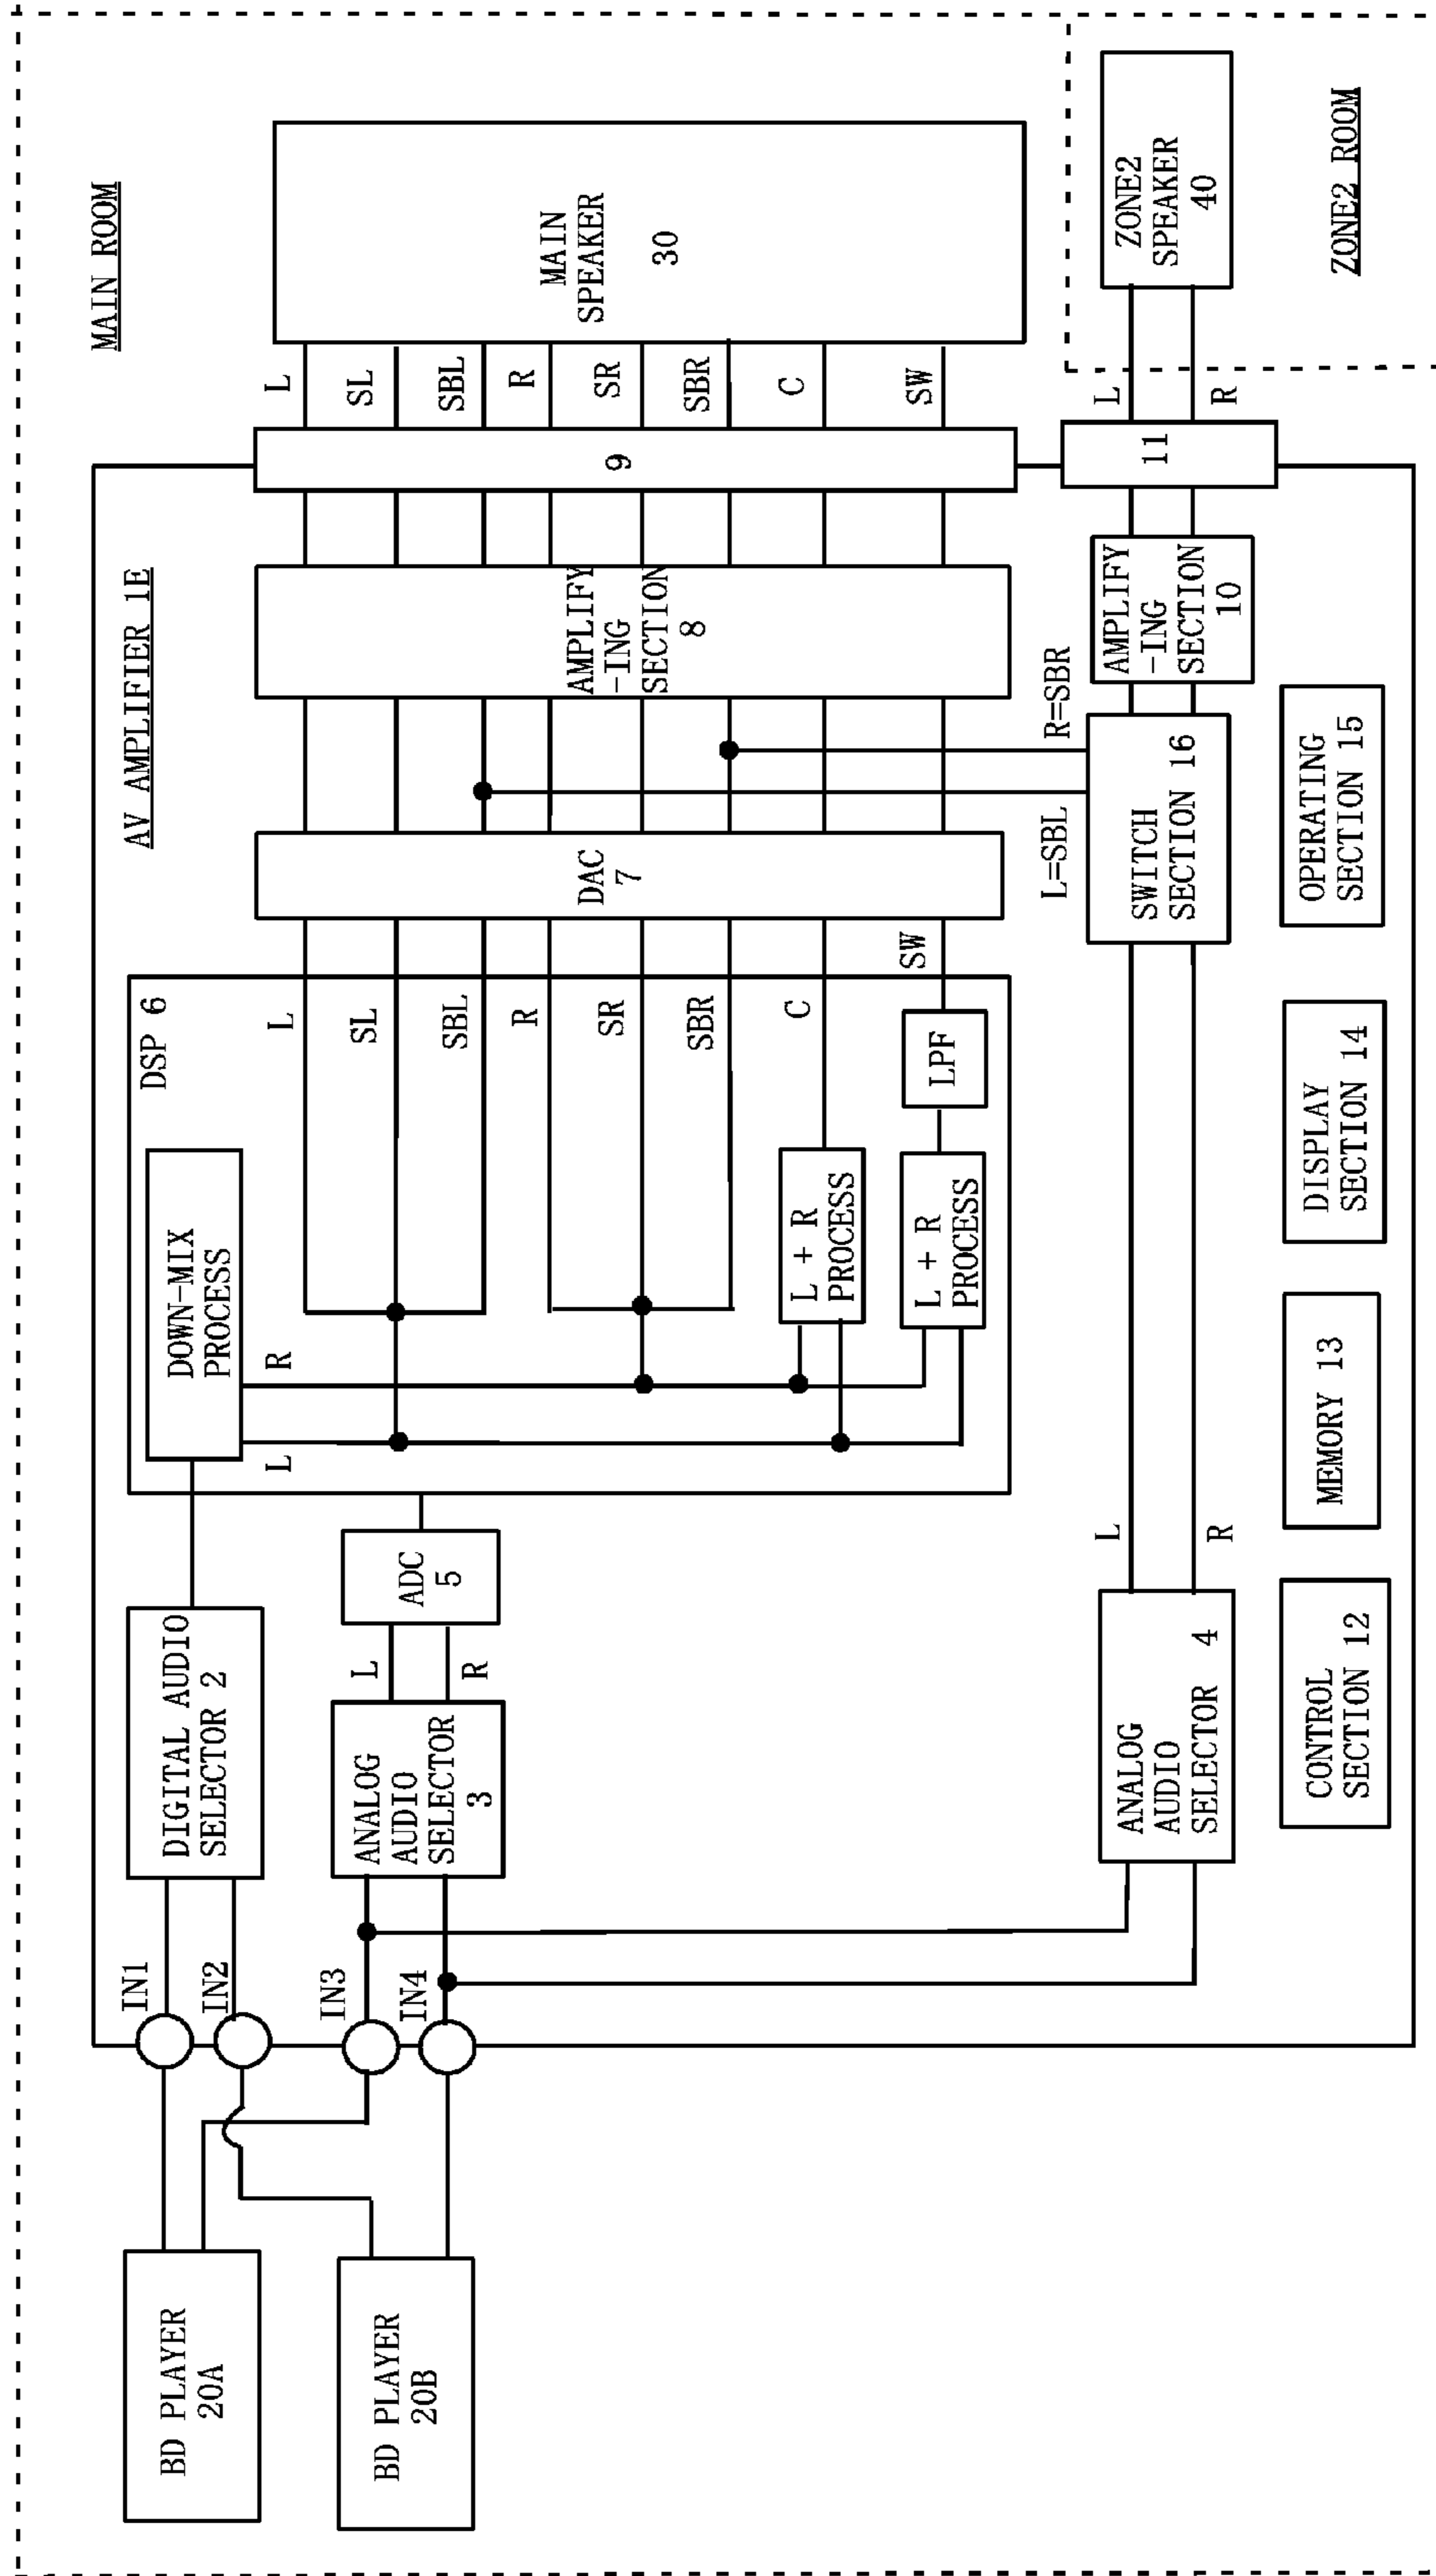 MAIN ROOM
AV AMPLIFIER 1E
BD PLAYER
20A
BD PLAYER
20B
IN1
IN2
IN3
IN4
DIGITAL AUDIO
SELECTOR 2
ANALOG
AUDIO
SELECTOR
3
L
R
ADC
5
DSP 6
DOWN-MIX
PROCESS
L
R
L
SL
SBL
R
SR
SBR
C
L + R
PROCESS
L + R
PROCESS
LPF
SW
DAC
7
AMPLIFY
-ING
SECTION
8
9
L
SL
SBL
R
SR
SBR
C
SW
MAIN
SPEAKER
30
ANALOG
AUDIO
SELECTOR 4
L
R
L=SBL
R=SBR
SWITCH
SECTION 16
AMPLIFY
-ING
SECTION
10
11
L
R
ZONE2
SPEAKER
40
ZONE2 ROOM
CONTROL
SECTION 12
MEMORY 13
DISPLAY
SECTION 14
OPERATING
SECTION 15